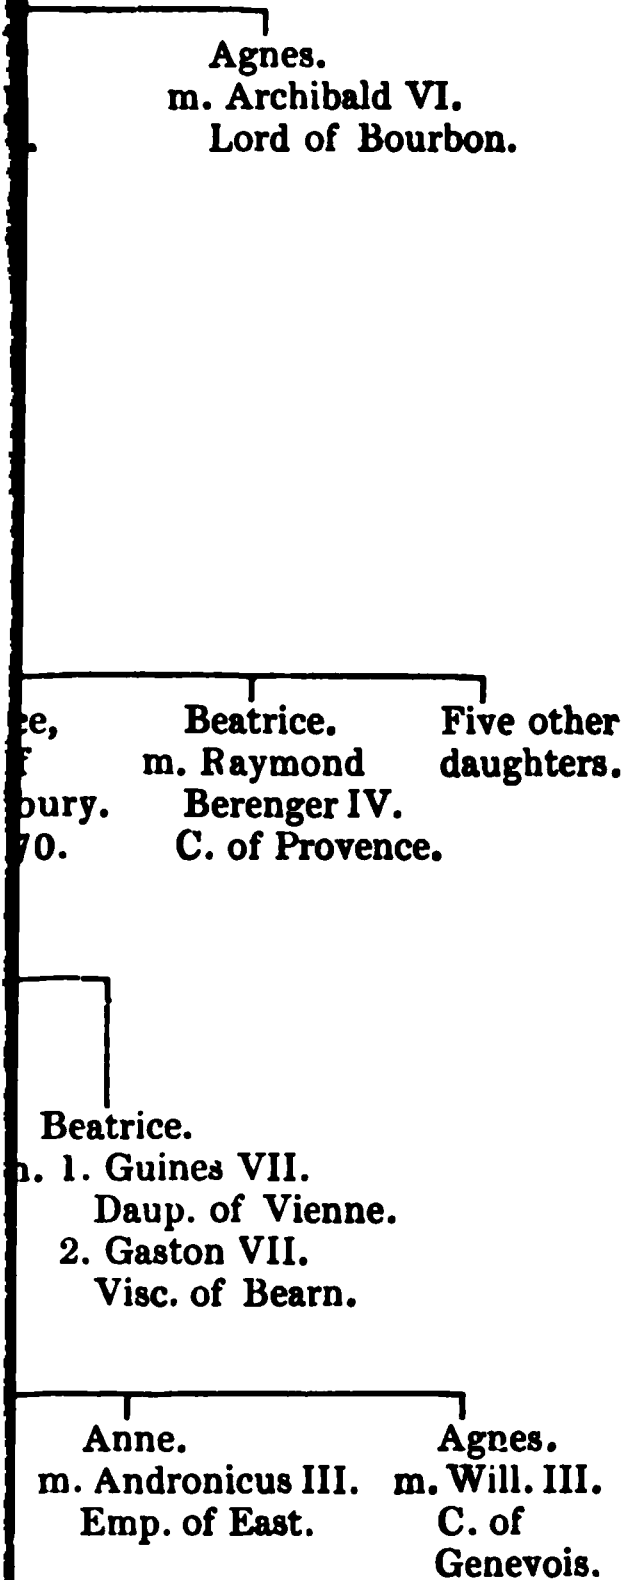 Agnes.
m. Archibald VI.
Lord of Bourbon.
Beatrice.
m. Raymond
Berenger IV.
C. of Provence.
Five other
daughters.
Beatrice.
1. Guines VII.
Daup. of Vienne.
2. Gaston VII.
Visc. of Bearn.
Anne.
m. Andronicus III.
Emp. of East.
Agnes.
m. Will. III.
C. of
Genevois.